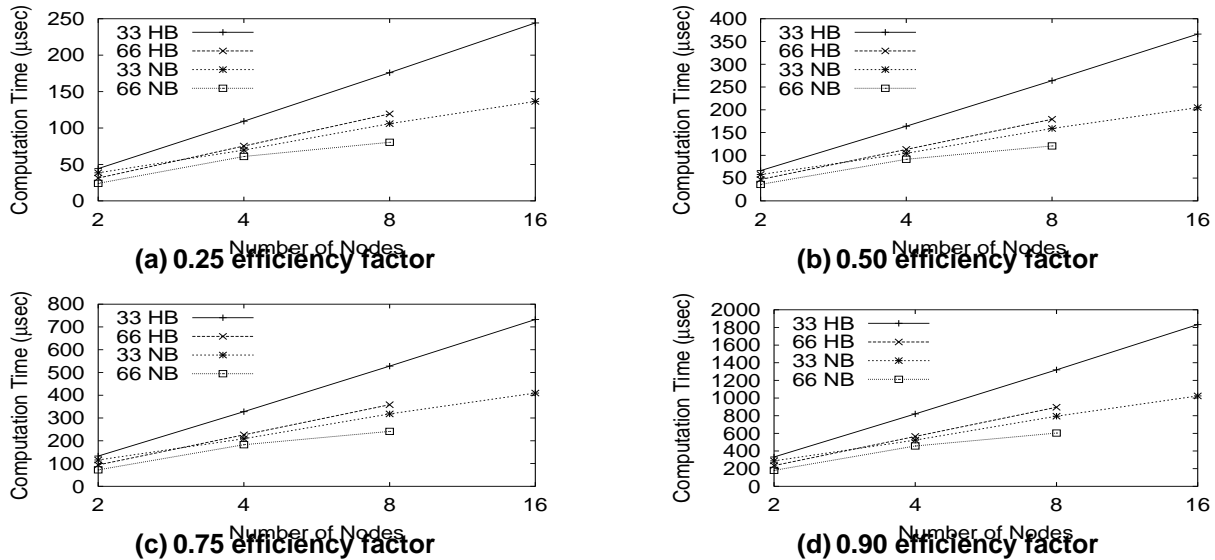 Computation Time (µsec)
250
200
150
100
50
0
33 HB
66 HB
33 NB
66 NB
2
4
8
16
Number of Nodes
(a) 0.25 efficiency factor
Computation Time (µsec)
400
350
300
250
200
150
100
50
0
33 HB
66 HB
33 NB
66 NB
2
4
8
16
Number of Nodes
(b) 0.50 efficiency factor
Computation Time (µsec)
800
700
600
500
400
300
200
100
0
33 HB
66 HB
33 NB
66 NB
2
4
8
16
Number of Nodes
(c) 0.75 efficiency factor
Computation Time (µsec)
2000
1800
1600
1400
1200
1000
800
600
400
200
0
33 HB
66 HB
33 NB
66 NB
2
4
8
16
Number of Nodes
(d) 0.90 efficiency factor